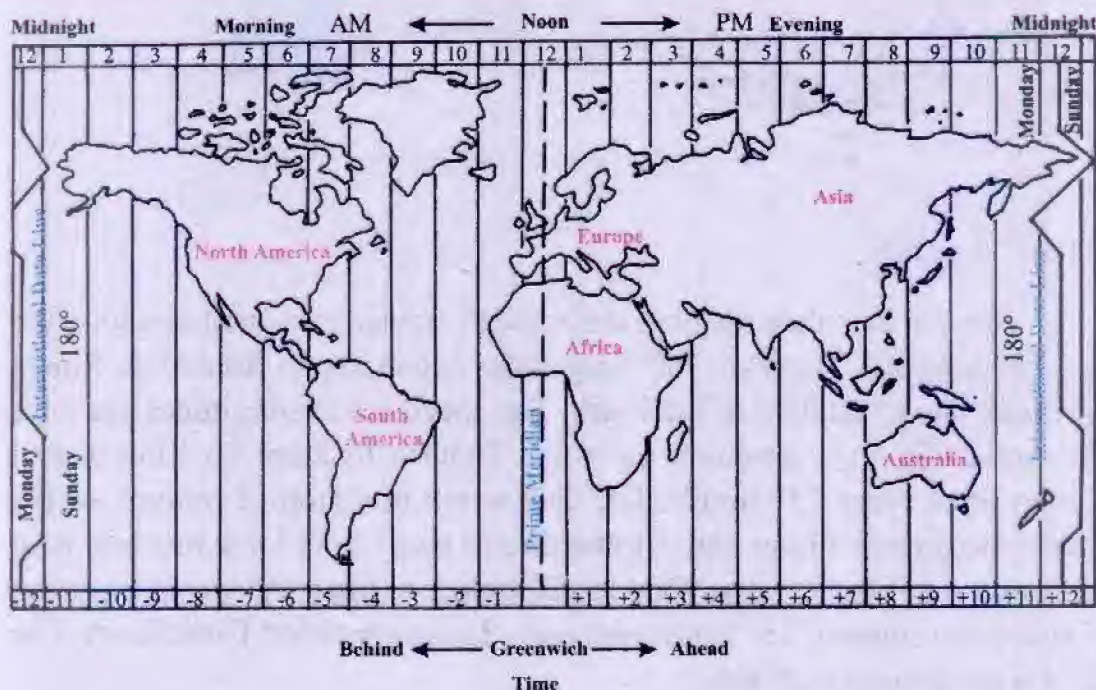 Midnight Morning AM Noon PM Evening Midnight
12 1 2 3 4 5 6 7 8 9 10 11 12 1 2 3 4 5 6 7 8 9 10 11 12
Monday
Sunday
Asia
North America
Europe
International Date Line
180°
Africa
180°
South
America
Prime Meridian
Australia
Monday
Sunday
-12 -11 -10 -9 -8 -7 -6 -5 -4 -3 -2 -1 +1 +2 +3 +4 +5 +6 +7 +8 +9 +10 +11 +12
Behind Greenwich Ahead
Time